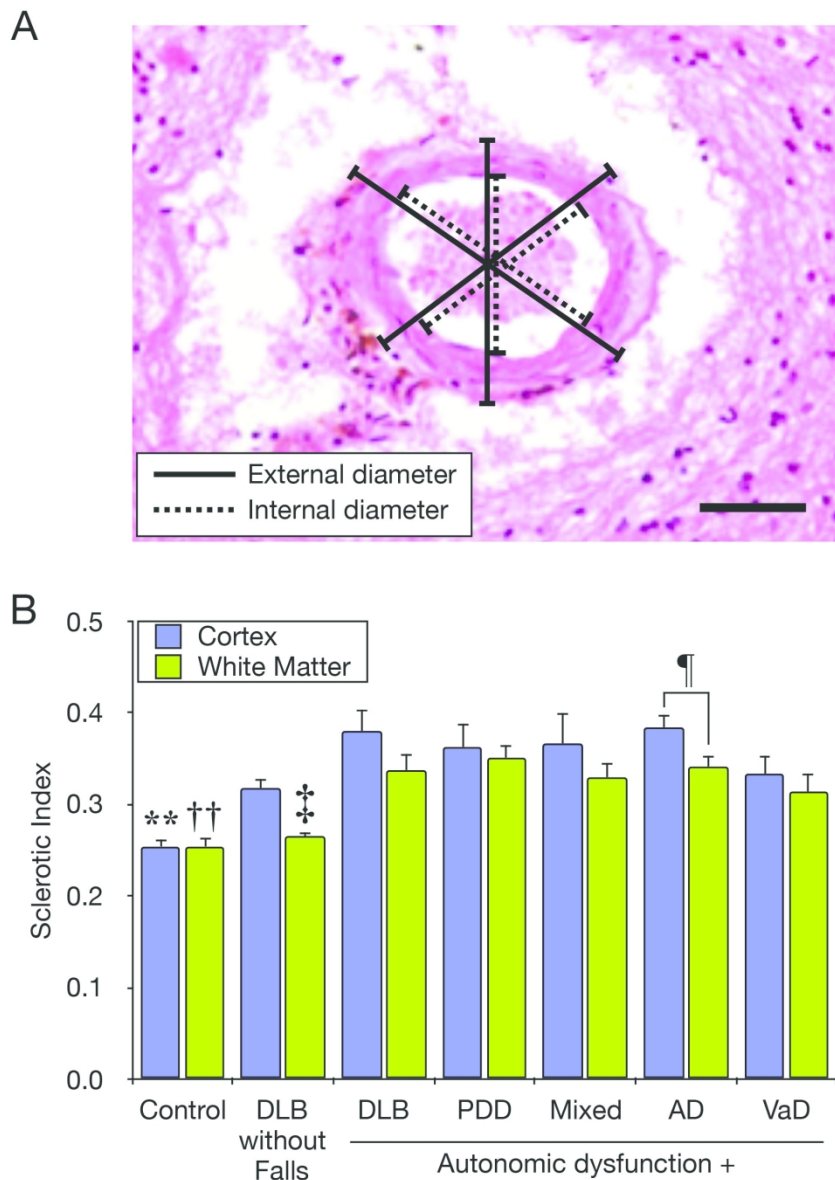 A
External diameter
Internal diameter
B
Cortex
White Matter
Sclerotic Index
0.5
0.4
0.3
0.2
0.1
0.0
** †† ‡ ¶
Control DLB without Falls DLB PDD Mixed AD VaD
Autonomic dysfunction +